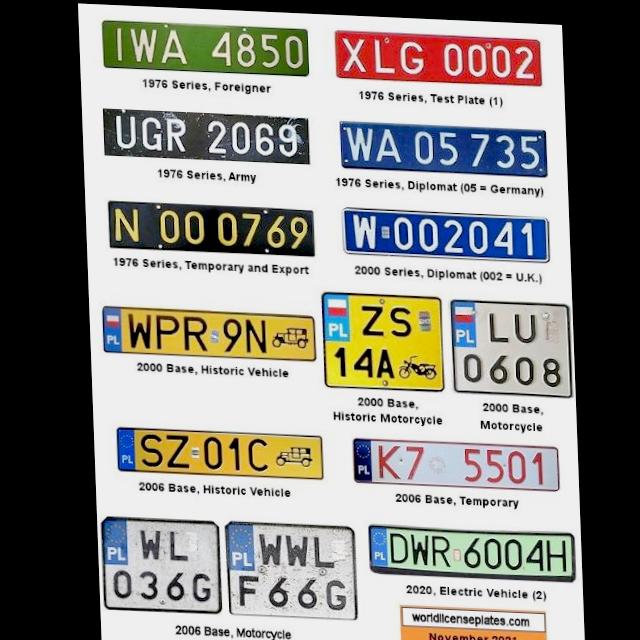 IWA 4850
1976 Series, Foreigner
XLG 0002
1976 Series, Test Plate (1)
UGR 2069
1976 Series, Army
WA 05 735
1976 Series, Diplomat (05 = Germany)
N 00 0769
1976 Series, Temporary and Export
W 002041
2000 Series, Diplomat (002 = U.K.)
PL WPR 9N
2000 Base, Historic Vehicle
PL ZS
14A
2000 Base,
Historic Motorcycle
PL LU
0608
2000 Base,
Motorcycle
PL SZ 01C
2006 Base, Historic Vehicle
K7 5501
2006 Base, Temporary
PL WL
036G
PL WWL
F66G
2006 Base, Motorcycle
PL DWR 6004H
2020, Electric Vehicle (2)
worldlicenseplates.com
November 2021